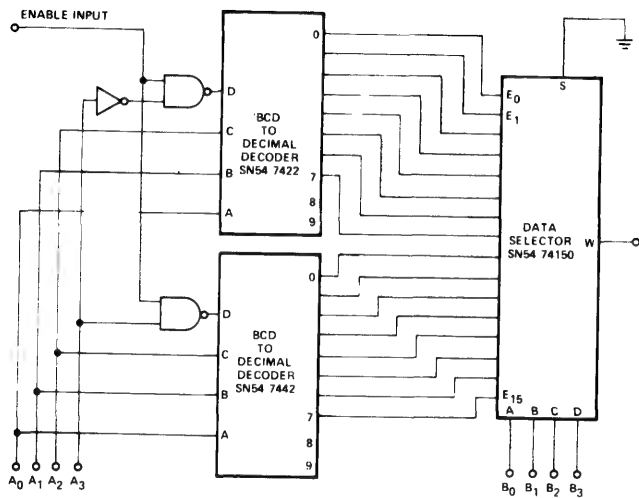 ENABLE INPUT
D
C
B
A
BCD
TO
DECIMAL
DECODER
SN54 7422
0
7
8
9
D
C
B
A
BCD
TO
DECIMAL
DECODER
SN54 7442
0
7
8
9
S
E0
E1
DATA
SELECTOR
SN54 74150
W
E15
A B C D
A0 A1 A2 A3
B0 B1 B2 B3